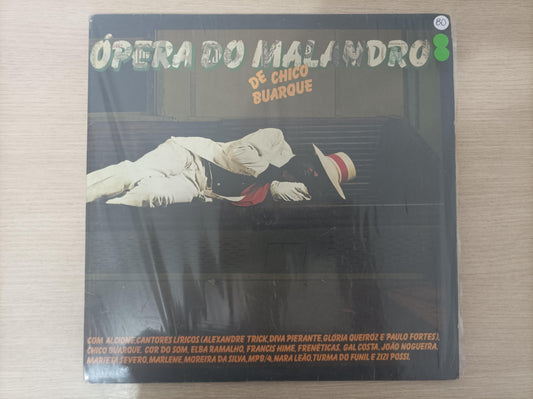 80
ÓPERA DO MALANDRO
DE CHICO
BUARQUE
COM ALCIONE, CANTORES LÍRICOS (ALEXANDRE TRICK, DIVA PIERANTE, GLÓRIA QUEIROZ E PAULO FORTES),
CHICO BUARQUE, COR DO SOM, ELBA RAMALHO, FRANCIS HIME, FRENÉTICAS, GAL COSTA, JOÃO NOGUEIRA,
MARIETA SEVERO, MARLENE, MOREIRA DA SILVA, MPB/4, NARA LEÃO, TURMA DO FUNIL E ZIZI POSSI.